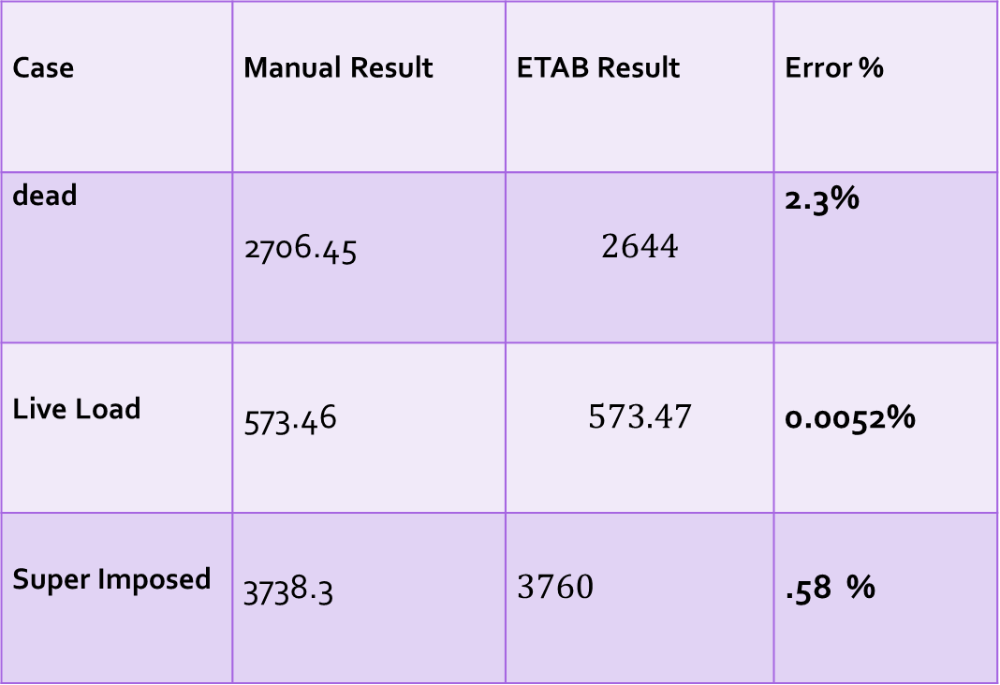 Case Manual Result ETAB Result Error %
dead 2706.45 2644 2.3%
Live Load 573.46 573.47 0.0052%
Super Imposed 3738.3 3760 .58 %